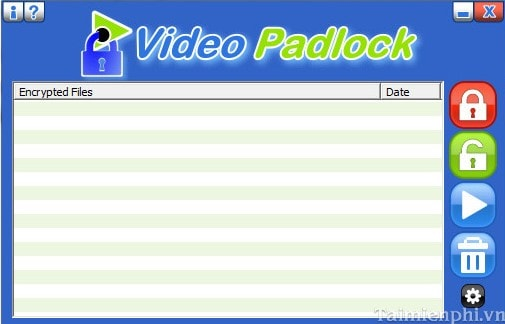 i ?
X
Video Padlock
Encrypted Files Date
Taimienphi.vn